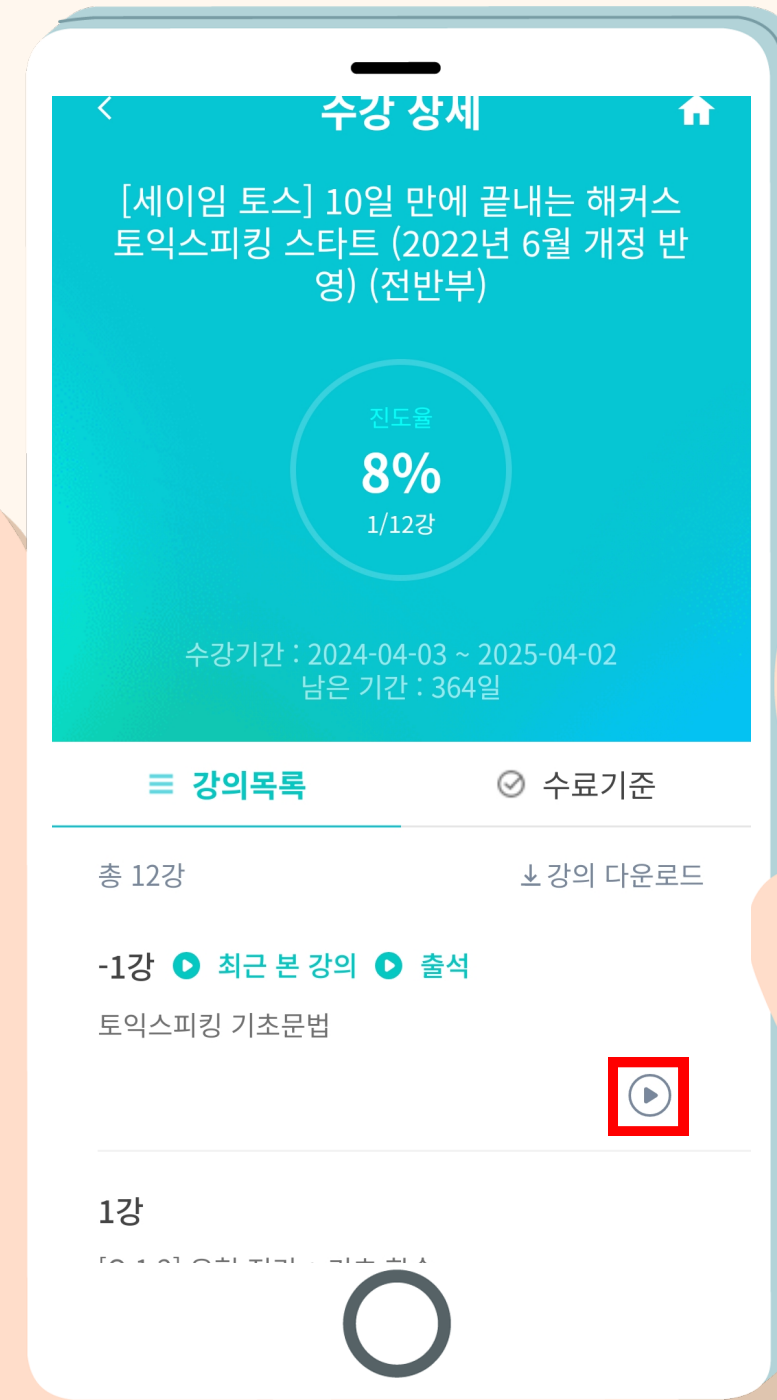 수강 상세
[세이임 토스] 10일 만에 끝내는 해커스
토익스피킹 스타트 (2022년 6월 개정 반
영) (전반부)
진도율
8%
1/12강
수강기간 : 2024-04-03 ~ 2025-04-02
남은 기간 : 364일
강의목록
수료기준
총 12강
강의 다운로드
-1강 최근 본 강의 출석
토익스피킹 기초문법
1강